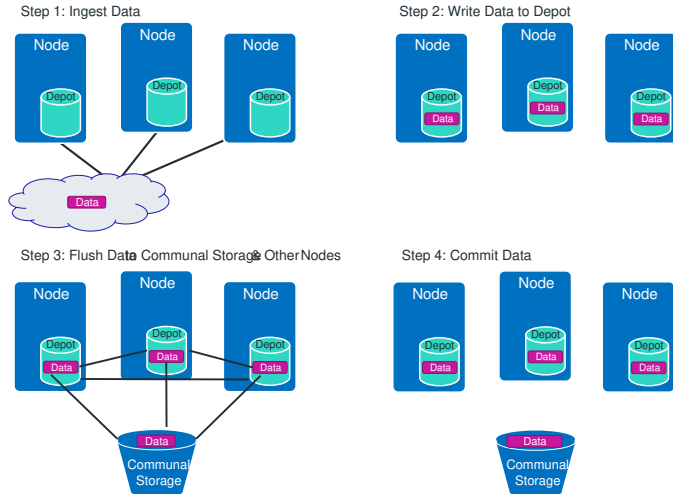 Step 1: Ingest Data
Node
Node
Node
Depot
Depot
Depot
Data
Step 2: Write Data to Depot
Node
Node
Node
Depot
Data
Depot
Data
Depot
Data
Step 3: Flush Data to Communal Storage & Other Nodes
Node
Node
Node
Depot
Data
Depot
Data
Depot
Data
Data
Communal
Storage
Step 4: Commit Data
Node
Node
Node
Depot
Data
Depot
Data
Depot
Data
Data
Communal
Storage